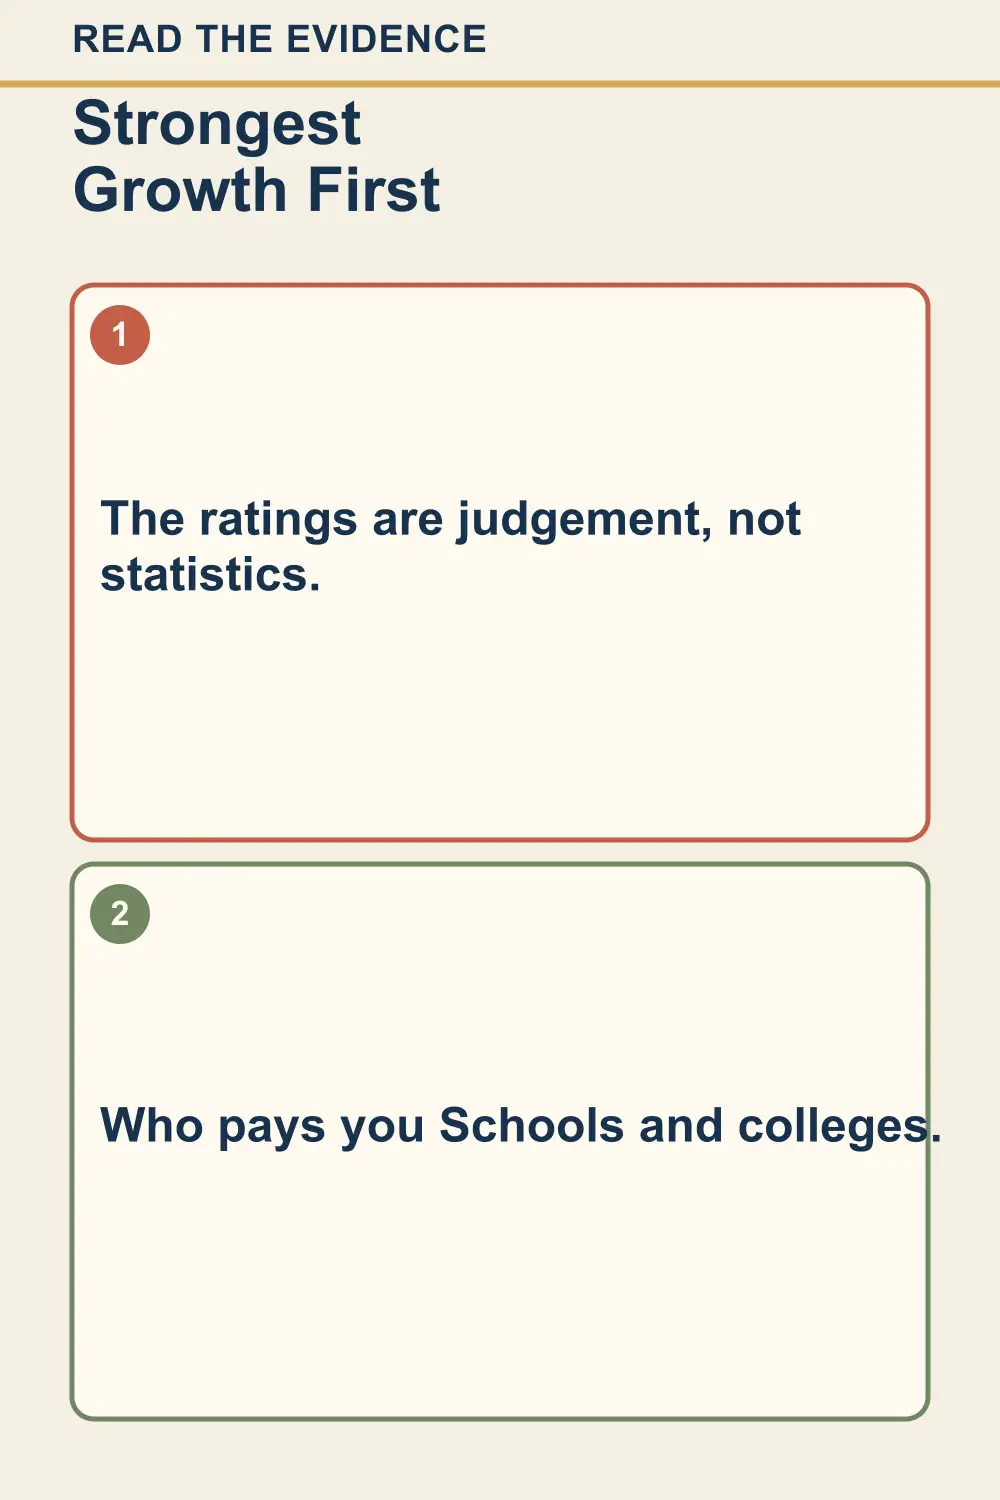 READ THE EVIDENCE
Strongest
Growth First
1
The ratings are judgement, not
statistics.
2
Who pays you Schools and colleges.